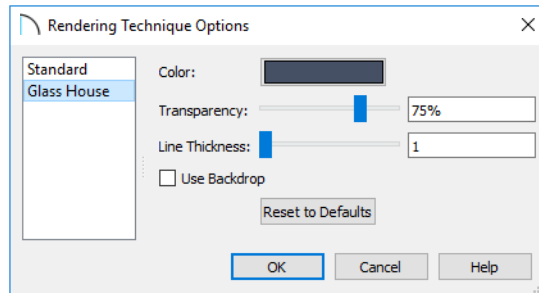 Rendering Technique Options
Standard
Glass House
Color:
Transparency:
75%
Line Thickness:
1
Use Backdrop
Reset to Defaults
OK
Cancel
Help